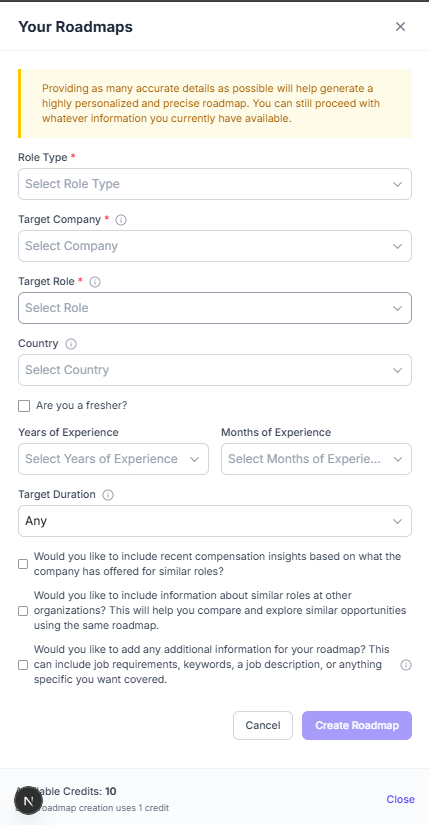 Your Roadmaps
Providing as many accurate details as possible will help generate a
highly personalized and precise roadmap. You can still proceed with
whatever information you currently have available.
Role Type *
Select Role Type
Target Company *
Select Company
Target Role *
Select Role
Country
Select Country
Are you a fresher?
Years of Experience Months of Experience
Select Years of Experience Select Months of Experie...
Target Duration
Any
Would you like to include recent compensation insights based on what the
company has offered for similar roles?
Would you like to include information about similar roles at other
organizations? This will help you compare and explore similar opportunities
using the same roadmap.
Would you like to add any additional information for your roadmap? This
can include job requirements, keywords, a job description, or anything
specific you want covered.
Cancel Create Roadmap
Credits: 10
N
roadmap creation uses 1 credit
Close